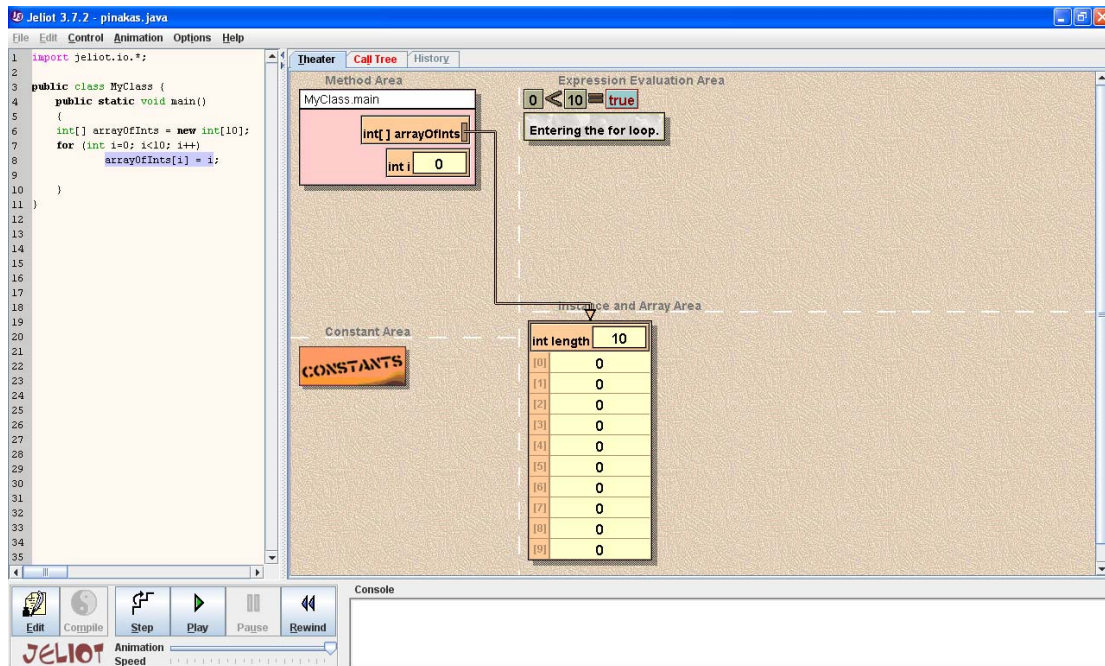 Jeliot 3.7.2 - pinakas.java
File Edit Control Animation Options Help
1 import jeliot.io.*;
2
3 public class MyClass {
4 public static void main()
5 {
6 int[] arrayOfInts = new int[10];
7 for (int i=0; i<10; i++)
8 arrayOfInts[i] = i;
9
10 }
11 }
12
13
14
15
16
17
18
19
20
21
22
23
24
25
26
27
28
29
30
31
32
33
34
35
Theater Call Tree History
Method Area
MyClass.main
int[ ] arrayOfInts
int i 0
Expression Evaluation Area
0 < 10 = true
Entering the for loop.
Constant Area
CONSTANTS
Instance and Array Area
int length 10
[0] 0
[1] 0
[2] 0
[3] 0
[4] 0
[5] 0
[6] 0
[7] 0
[8] 0
[9] 0
Edit Compile Step Play Pause Rewind
JELIOT
Animation
Speed
Console